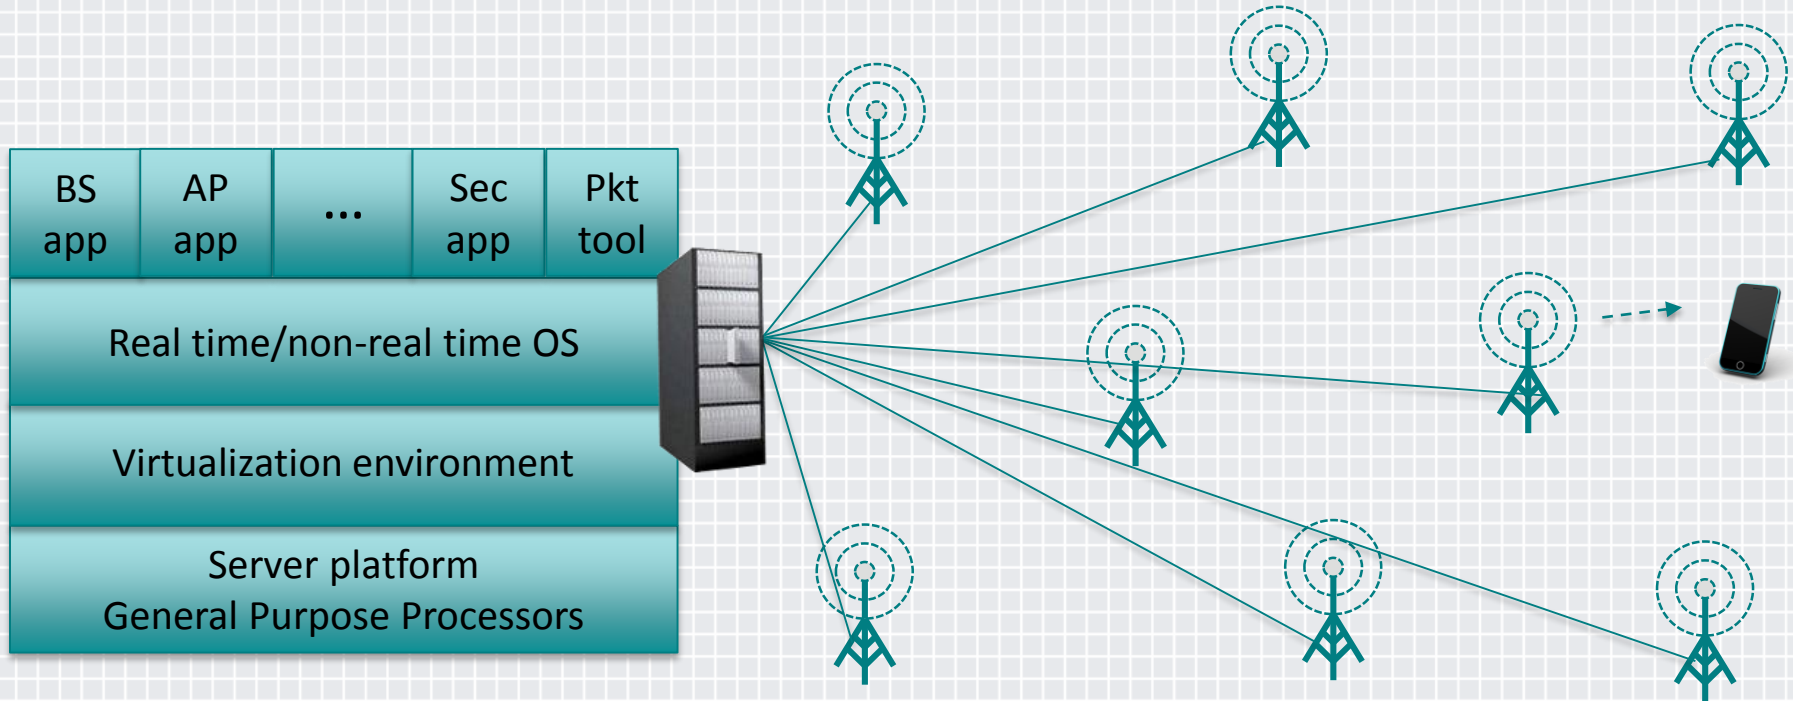 BS
app
AP
app
...
Sec
app
Pkt
tool
Real time/non-real time OS
Virtualization environment
Server platform
General Purpose Processors